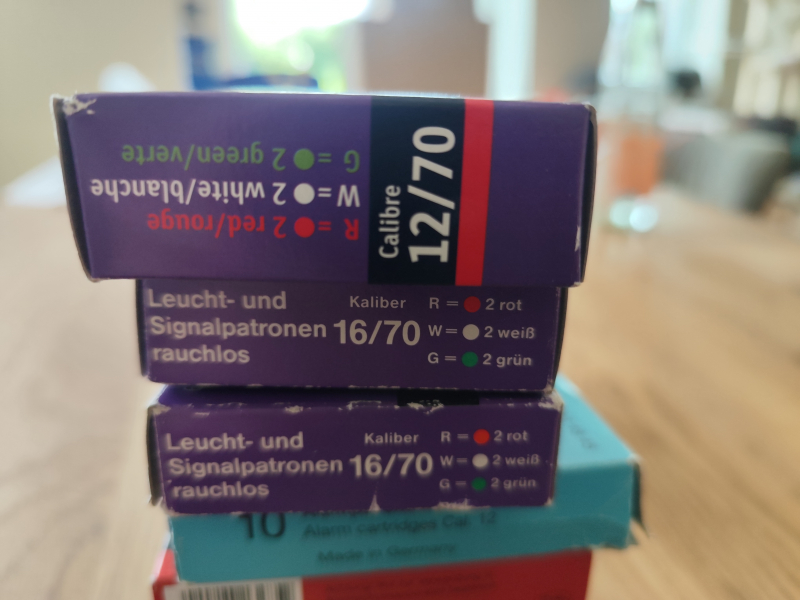 Calibre
12/70
R = 2 red/rouge
W = 2 white/blanche
G = 2 green/verte
Leucht- und
Signalpatronen
rauchlos
Kaliber
16/70
R = 2 rot
W = 2 weiß
G = 2 grün
Leucht- und
Signalpatronen
rauchlos
Kaliber
16/70
R = 2 rot
W = 2 weiß
G = 2 grün
10
Alarm cartridges Cal. 12
Made in Germany